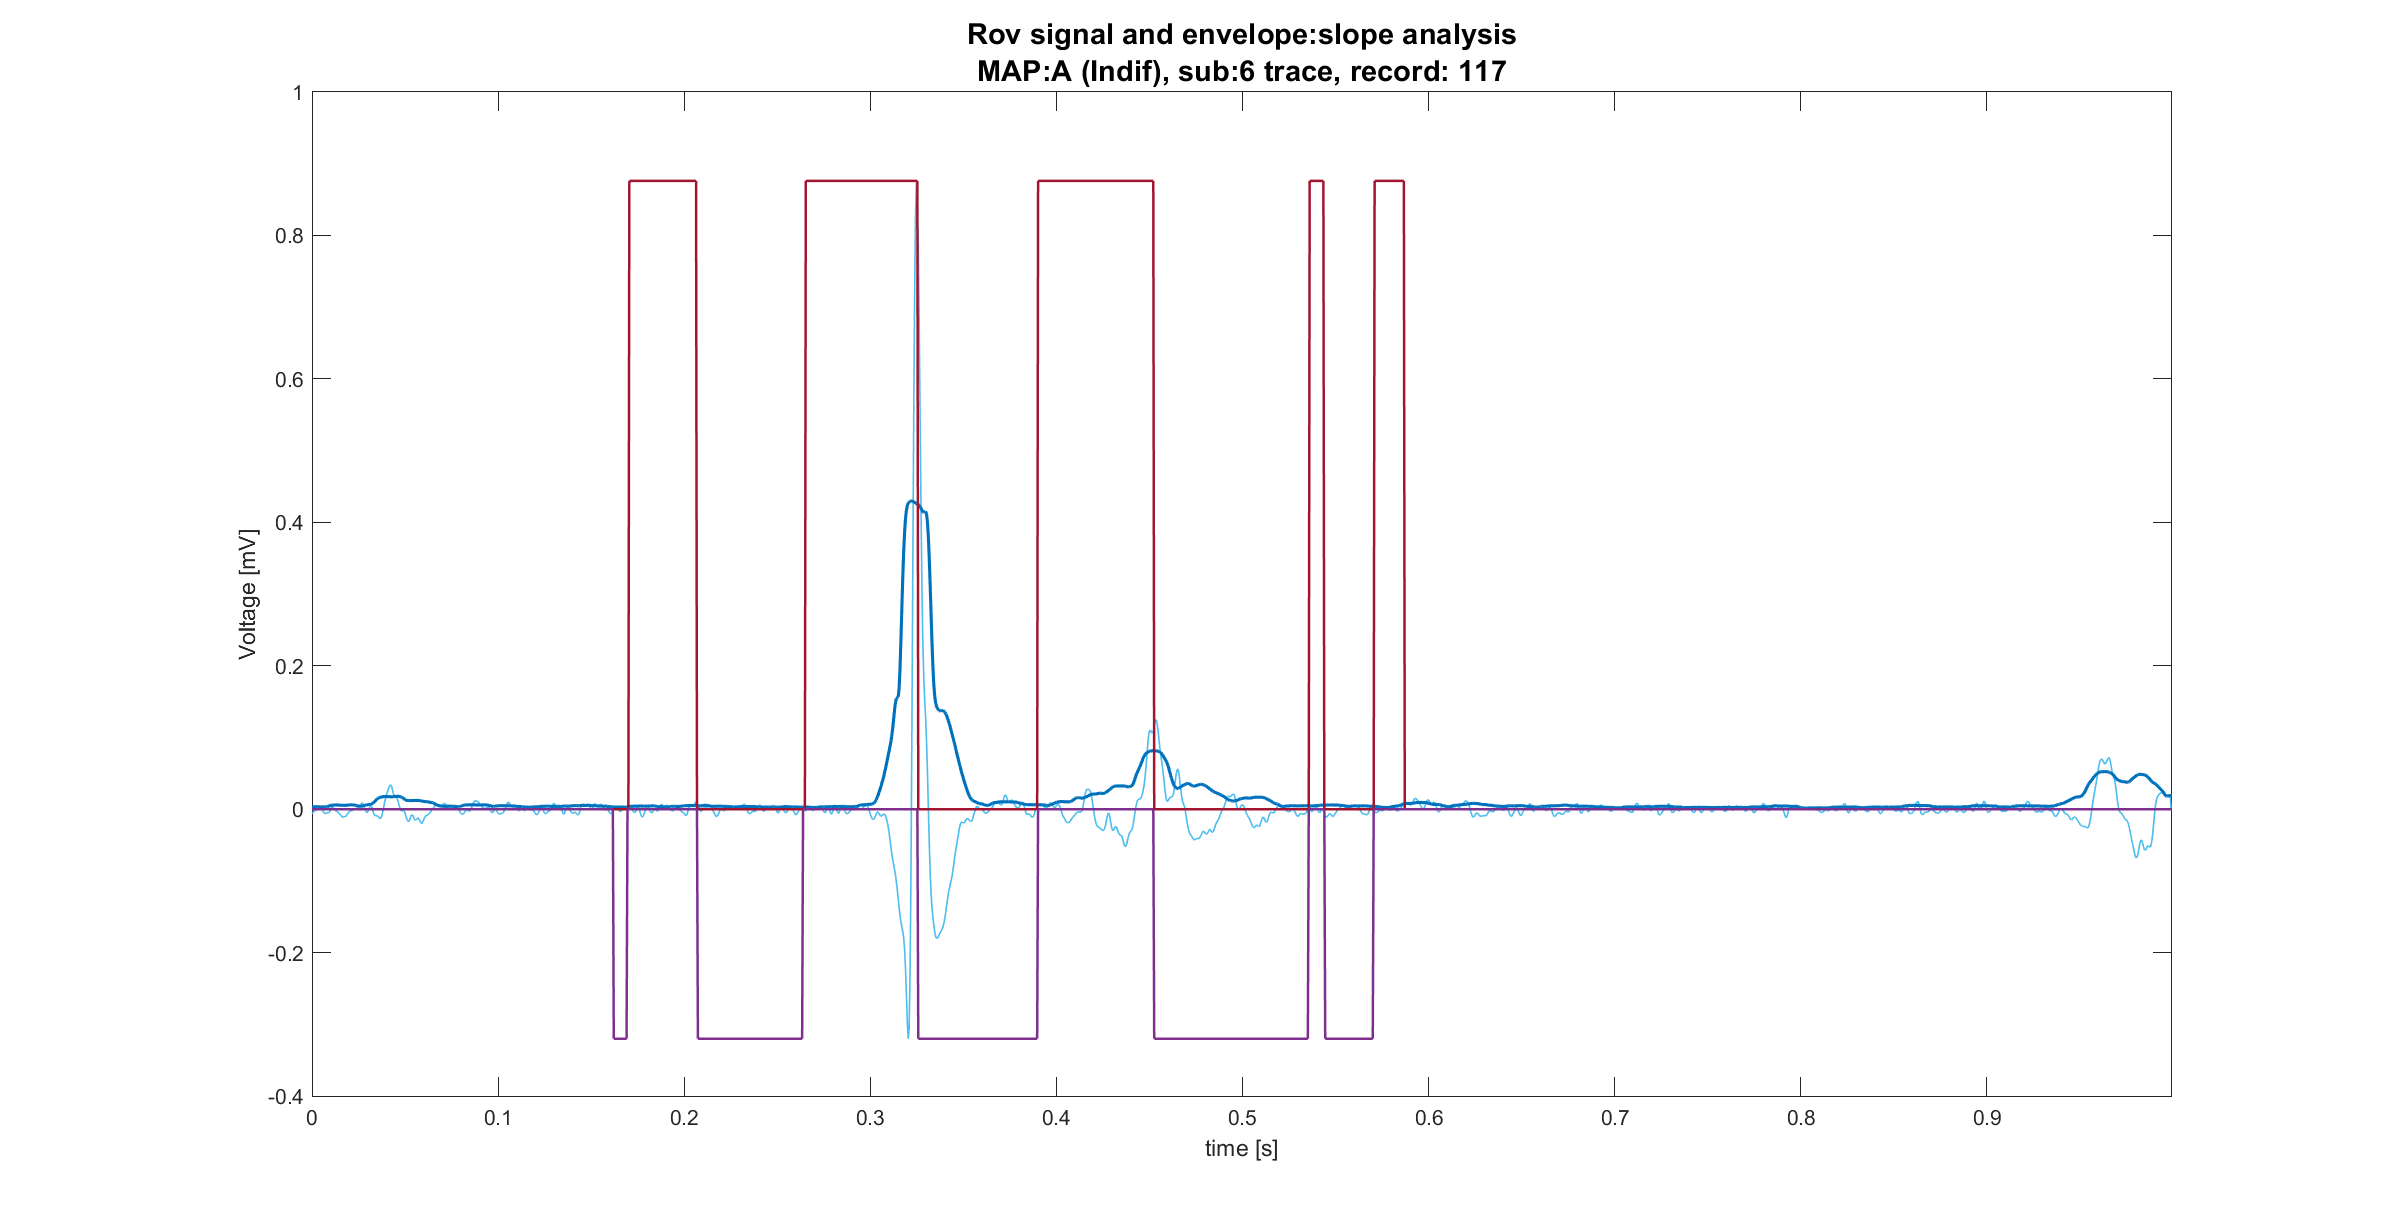 Rov signal and envelope:slope analysis
MAP:A (Indif), sub:6 trace, record: 117
1
0.8
0.6
0.4
0.2
0
-0.2
-0.4
Voltage [mV]
0 0.1 0.2 0.3 0.4 0.5 0.6 0.7 0.8 0.9
time [s]